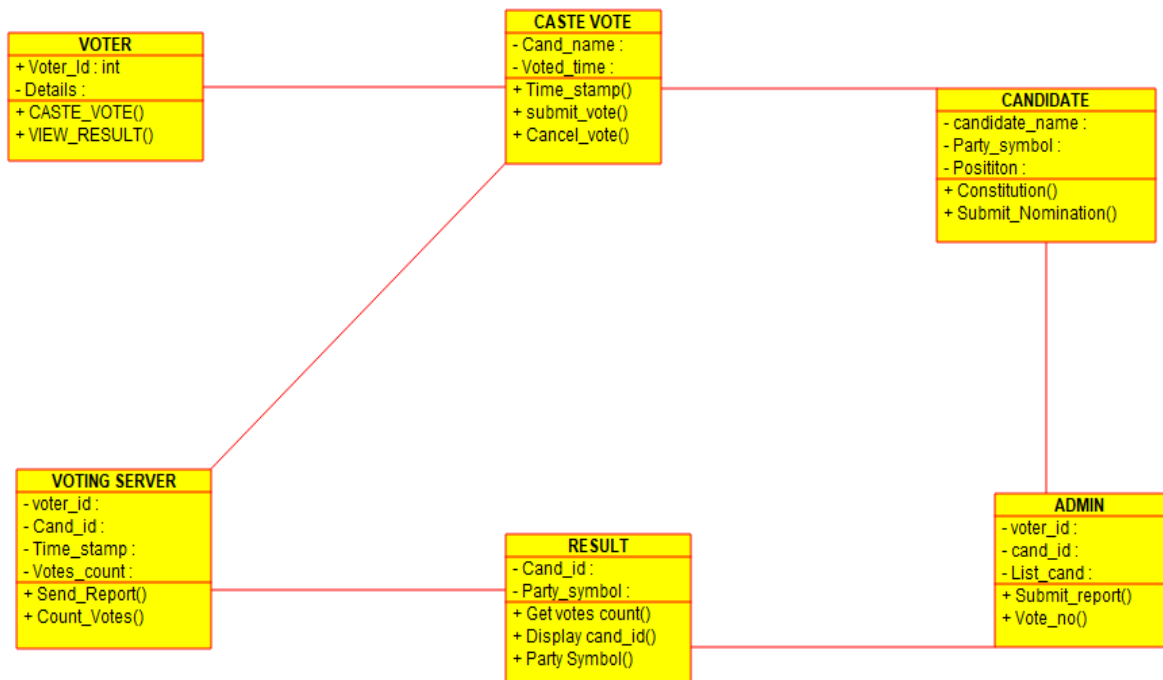 VOTER
+ Voter_Id : int
- Details :
+ CASTE_VOTE()
+ VIEW_RESULT()
CASTE VOTE
- Cand_name :
- Voted_time :
+ Time_stamp()
+ submit_vote()
+ Cancel_vote()
CANDIDATE
- candidate_name :
- Party_symbol :
- Posititon :
+ Constitution()
+ Submit_Nomination()
VOTING SERVER
- voter_id :
- Cand_id :
- Time_stamp :
- Votes_count :
+ Send_Report()
+ Count_Votes()
RESULT
- Cand_id :
- Party_symbol :
+ Get votes count()
+ Display cand_id()
+ Party Symbol()
ADMIN
- voter_id :
- cand_id :
- List_cand :
+ Submit_report()
+ Vote_no()